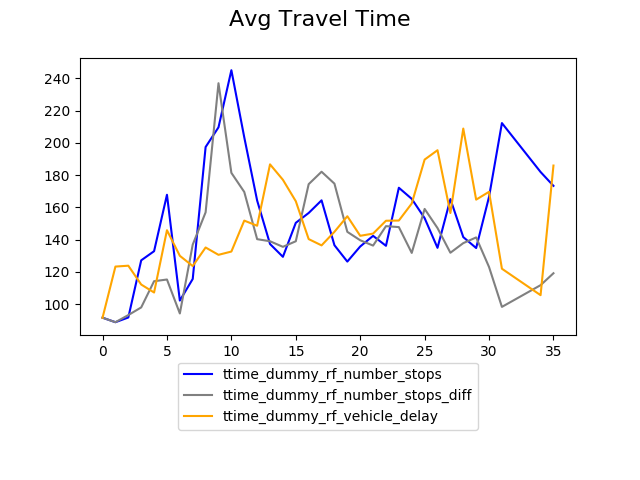 Avg Travel Time
240
220
200
180
160
140
120
100
0 5 10 15 20 25 30 35
ttime_dummy_rf_number_stops
ttime_dummy_rf_number_stops_diff
ttime_dummy_rf_vehicle_delay